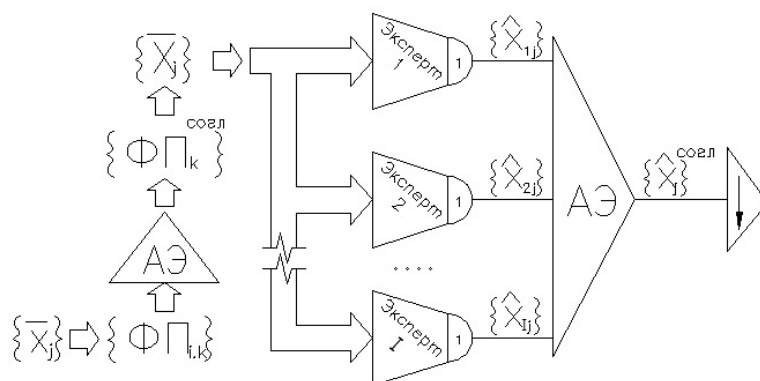 {X̄j}
{ФПk}согл
АЭ
{X̄j}
{ФПi.k}
Эксперт 1
1
{X̂1j}
Эксперт 2
1
{X̂2j}
. . . .
Эксперт I
1
{X̂Ij}
АЭ
{X̂j}согл